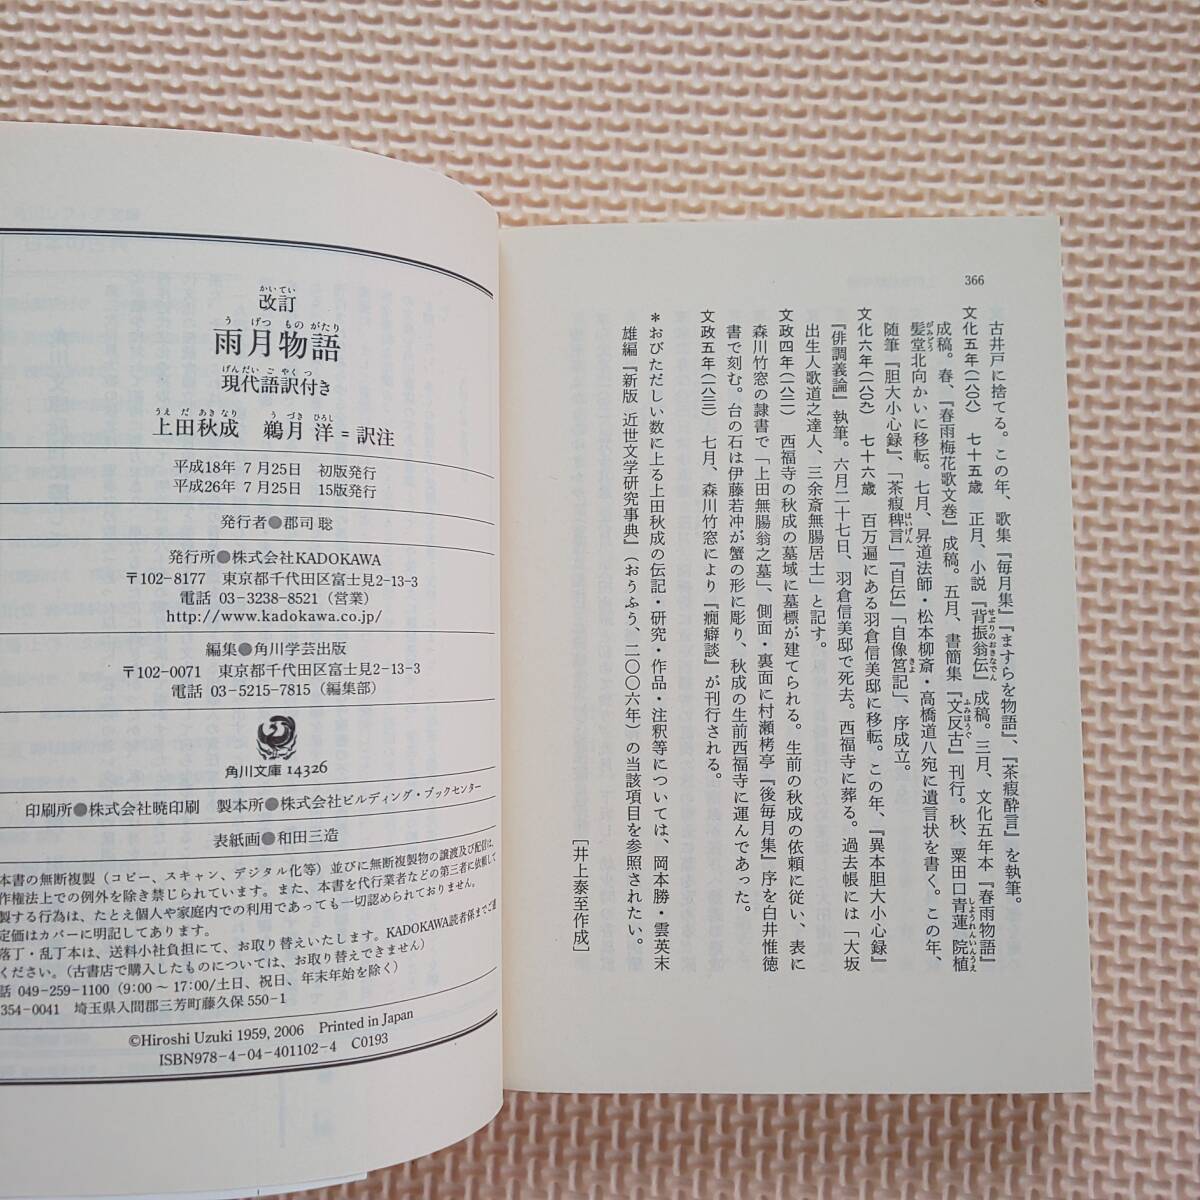 366
古井戸に捨てる。この年、歌集『毎月集』『ますらを物語』、『茶瘕酔言』を執筆。
文化五年(一八〇八) 七十五歳 正月、小説『背振翁伝』成稿。三月、文化五年本『春雨物語』
成稿。春、『春雨梅花歌文巻』成稿。五月、書簡集『文反古』刊行。秋、粟田口青蓮院植
髪堂北向かいに移転。七月、昇道法師・松本柳斎・高橋道八宛に遺言状を書く。この年、
随筆『胆大小心録』、『茶瘕稗言』『自伝』『自像筥記』、序成立。
文化六年(一八〇九) 七十六歳 百万遍にある羽倉信美邸に移転。この年、『異本胆大小心録』
『俳調義論』執筆。六月二十七日、羽倉信美邸で死去。西福寺に葬る。過去帳には「大坂
出生人歌道之達人、三余斎無腸居士」と記す。
文政四年(一八二一) 西福寺の秋成の墓域に墓標が建てられる。生前の秋成の依頼に従い、表に
森川竹窓の隷書で「上田無腸翁之墓」、側面・裏面に村瀬栲亭『後毎月集』序を白井惟徳
書で刻む。台の石は伊藤若冲が蟹の形に彫り、秋成の生前西福寺に運んであった。
文政五年(一八二二) 七月、森川竹窓により『癇癖談』が刊行される。
＊おびただしい数に上る上田秋成の伝記・研究・作品・注釈等については、岡本勝・雲英末
雄編『新版 近世文学研究事典』(おうふう、二〇〇六年)の当該項目を参照されたい。
[井上泰至作成]
かいてい
改訂
う げつ もの がたり
雨月物語
げんだい ご やくつ
現代語訳付き
うえ だ あき なり う づき ひろし
上田秋成 鵜月 洋＝訳注
平成18年 7月25日 初版発行
平成26年 7月25日 15版発行
発行者●郡司 聡
発行所●株式会社KADOKAWA
〒102-8177 東京都千代田区富士見2-13-3
電話 03-3238-8521（営業）
http://www.kadokawa.co.jp/
編集●角川学芸出版
〒102-0071 東京都千代田区富士見2-13-3
電話 03-5215-7815（編集部）
角川文庫 14326
印刷所●株式会社暁印刷 製本所●株式会社ビルディング・ブックセンター
表紙画●和田三造
本書の無断複製（コピー、スキャン、デジタル化等）並びに無断複製物の譲渡及び配信は、
作権法上での例外を除き禁じられています。また、本書を代行業者などの第三者に依頼して
製する行為は、たとえ個人や家庭内での利用であっても一切認められておりません。
定価はカバーに明記してあります。
落丁・乱丁本は、送料小社負担にて、お取り替えいたします。KADOKAWA読者係までご連
ください。（古書店で購入したものについては、お取り替えできません）
話 049-259-1100（9:00～17:00/土日、祝日、年末年始を除く）
354-0041 埼玉県入間郡三芳町藤久保 550-1
©Hiroshi Uzuki 1959, 2006 Printed in Japan
ISBN978-4-04-401102-4 C0193